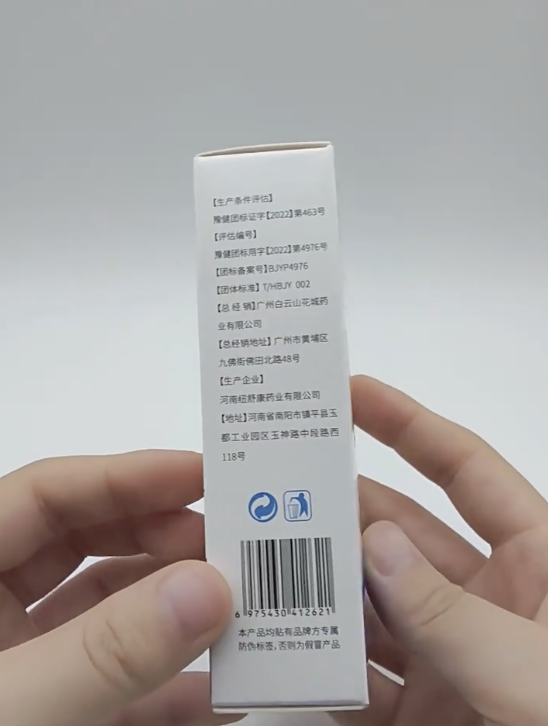 【生产条件评估】
豫健团标证字【2022】第463号
【评估编号】
豫健团标用字【2022】第4976号
【团标备案号】BJYP4976
【团体标准】T/HBJY 002
【总 经 销】广州白云山花城药
业有限公司
【总经销地址】广州市黄埔区
九佛街佛田北路48号
【生产企业】
河南纽舒康药业有限公司
【地址】河南省南阳市镇平县玉
都工业园区玉神路中段路西
118号
6 975430 412621
本产品均贴有品牌方专属
防伪标签，否则为假冒产品